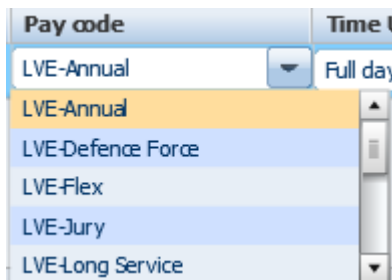 Pay code Time
LVE-Annual Full day
LVE-Annual
LVE-Defence Force
LVE-Flex
LVE-Jury
LVE-Long Service